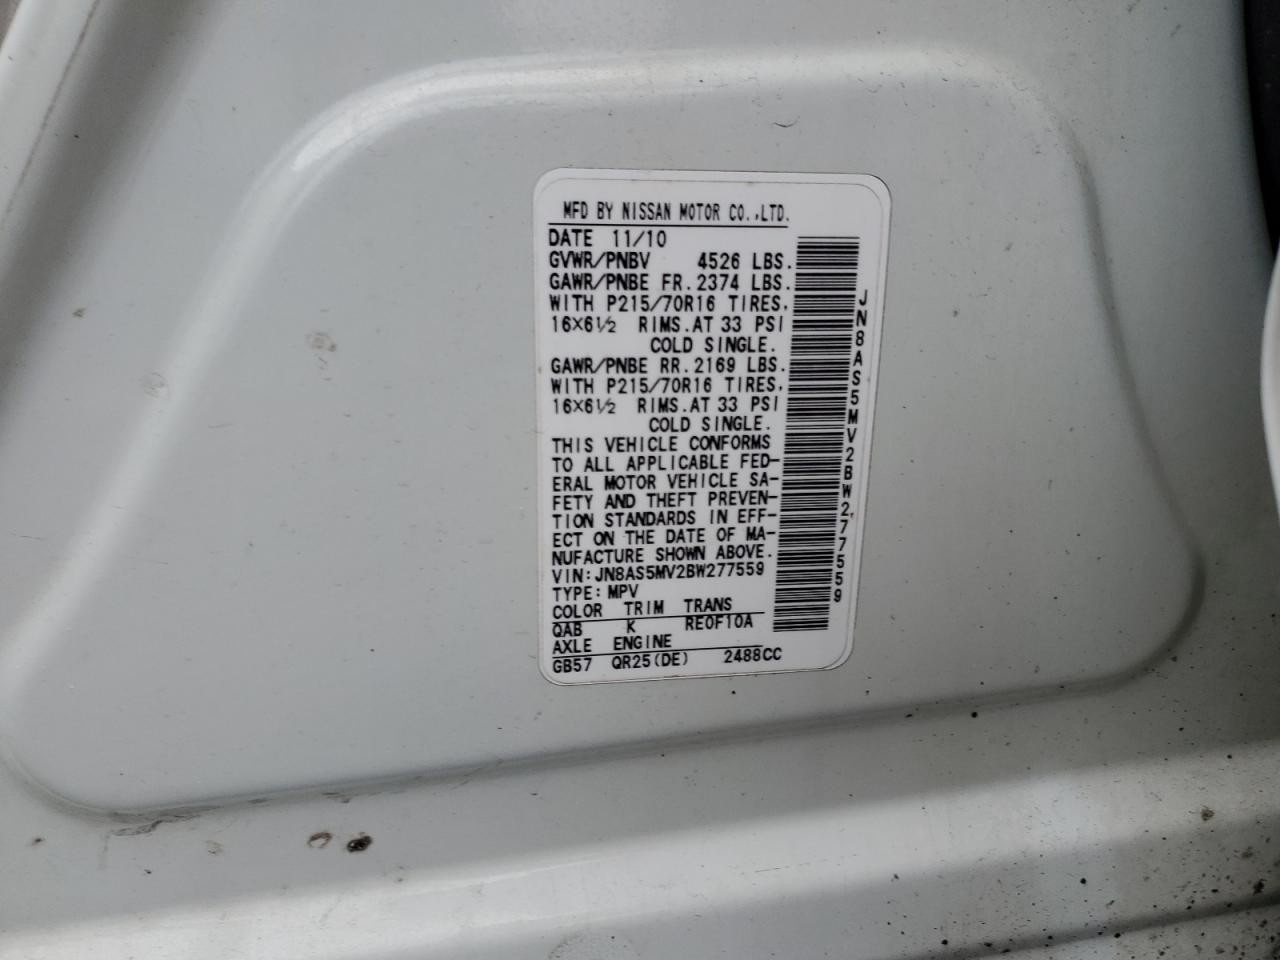 MFD BY NISSAN MOTOR CO.,LTD.
DATE 11/10
GVWR/PNBV 4526 LBS.
GAWR/PNBE FR. 2374 LBS.
WITH P215/70R16 TIRES,
16×6½ RIMS.AT 33 PSI
COLD SINGLE.
GAWR/PNBE RR. 2169 LBS.
WITH P215/70R16 TIRES,
16×6½ RIMS.AT 33 PSI
COLD SINGLE.
THIS VEHICLE CONFORMS
TO ALL APPLICABLE FED-
ERAL MOTOR VEHICLE SA-
FETY AND THEFT PREVEN-
TION STANDARDS IN EFF-
ECT ON THE DATE OF MA-
NUFACTURE SHOWN ABOVE.
VIN:JN8AS5MV2BW277559
TYPE:MPV
COLOR TRIM TRANS
QAB K RE0F10A
AXLE ENGINE
GB57 QR25(DE) 2488CC
JN8AS5MV2BW277559